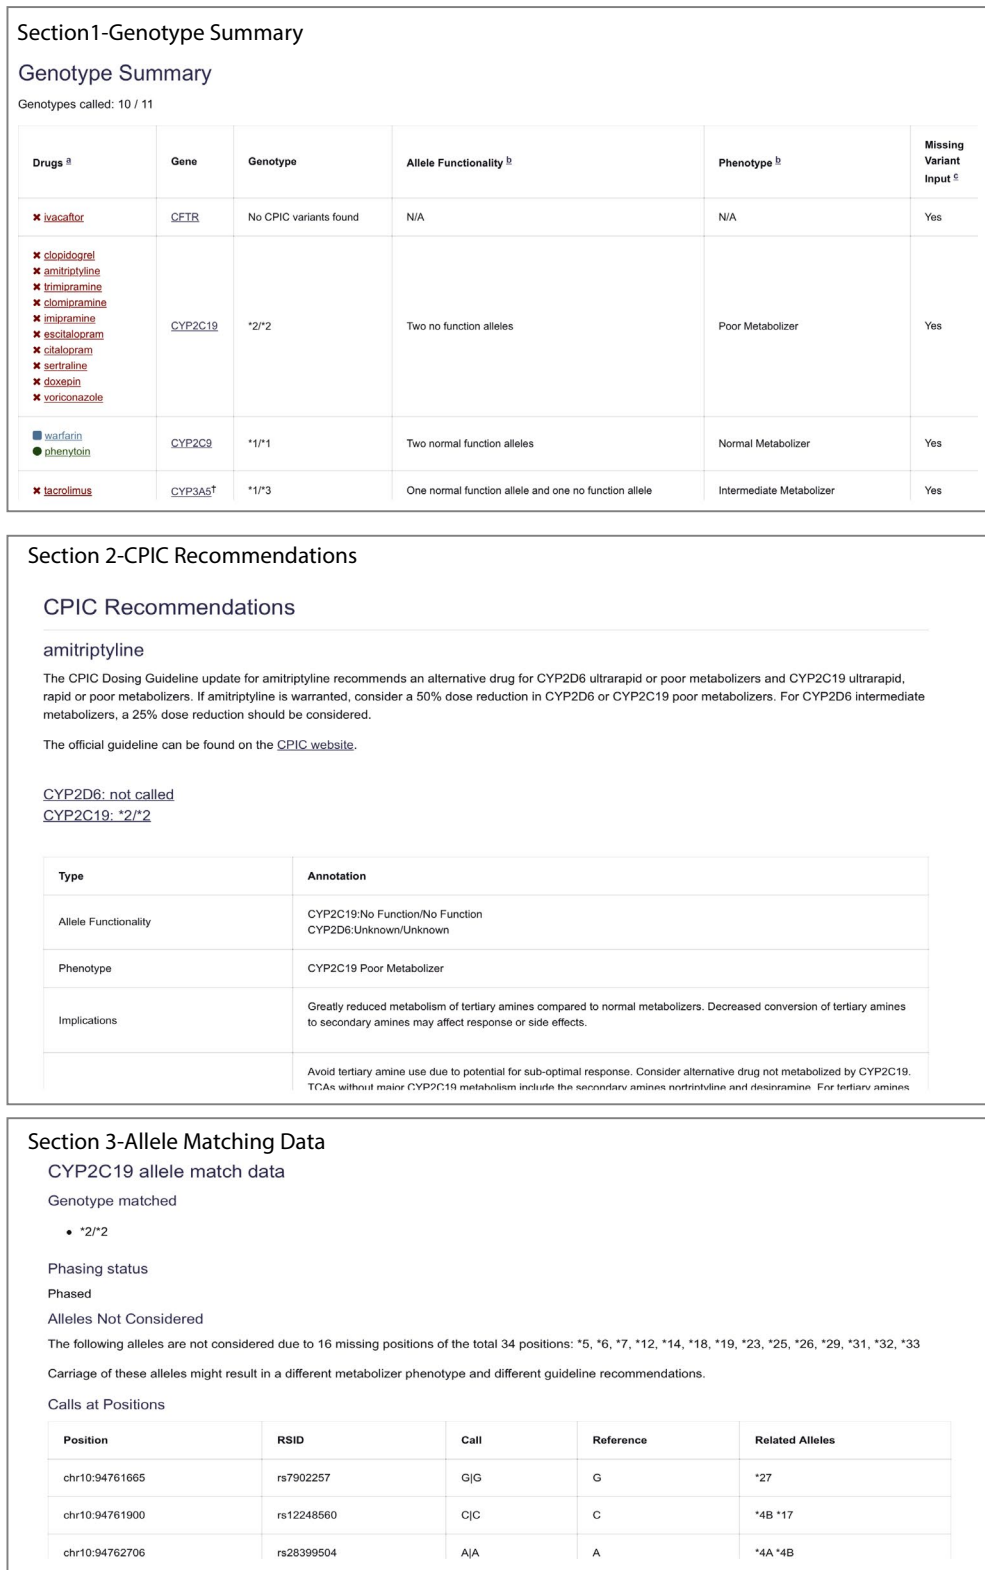 Section1-Genotype Summary
Genotype Summary
Genotypes called: 10 / 11
Drugs a Gene Genotype Allele Functionality b Phenotype b Missing Variant Input c
✖ ivacaftor CFTR No CPIC variants found N/A N/A Yes
✖ clopidogrel
✖ amitriptyline
✖ trimipramine
✖ clomipramine
✖ imipramine
✖ escitalopram
✖ citalopram
✖ sertraline
✖ doxepin
✖ voriconazole
CYP2C19 *2/*2 Two no function alleles Poor Metabolizer Yes
warfarin
phenytoin
CYP2C9 *1/*1 Two normal function alleles Normal Metabolizer Yes
✖ tacrolimus CYP3A5† *1/*3 One normal function allele and one no function allele Intermediate Metabolizer Yes
Section 2-CPIC Recommendations
CPIC Recommendations
amitriptyline
The CPIC Dosing Guideline update for amitriptyline recommends an alternative drug for CYP2D6 ultrarapid or poor metabolizers and CYP2C19 ultrarapid,
rapid or poor metabolizers. If amitriptyline is warranted, consider a 50% dose reduction in CYP2D6 or CYP2C19 poor metabolizers. For CYP2D6 intermediate
metabolizers, a 25% dose reduction should be considered.
The official guideline can be found on the CPIC website.
CYP2D6: not called
CYP2C19: *2/*2
Type Annotation
Allele Functionality
CYP2C19:No Function/No Function
CYP2D6:Unknown/Unknown
Phenotype CYP2C19 Poor Metabolizer
Implications
Greatly reduced metabolism of tertiary amines compared to normal metabolizers. Decreased conversion of tertiary amines
to secondary amines may affect response or side effects.
Avoid tertiary amine use due to potential for sub-optimal response. Consider alternative drug not metabolized by CYP2C19.
TCAs without major CYP2C19 metabolism include the secondary amines nortriptyline and desipramine. For tertiary amines
Section 3-Allele Matching Data
CYP2C19 allele match data
Genotype matched
• *2/*2
Phasing status
Phased
Alleles Not Considered
The following alleles are not considered due to 16 missing positions of the total 34 positions: *5, *6, *7, *12, *14, *18, *19, *23, *25, *26, *29, *31, *32, *33
Carriage of these alleles might result in a different metabolizer phenotype and different guideline recommendations.
Calls at Positions
Position RSID Call Reference Related Alleles
chr10:94761665 rs7902257 G|G G *27
chr10:94761900 rs12248560 C|C C *4B *17
chr10:94762706 rs28399504 A|A A *4A *4B